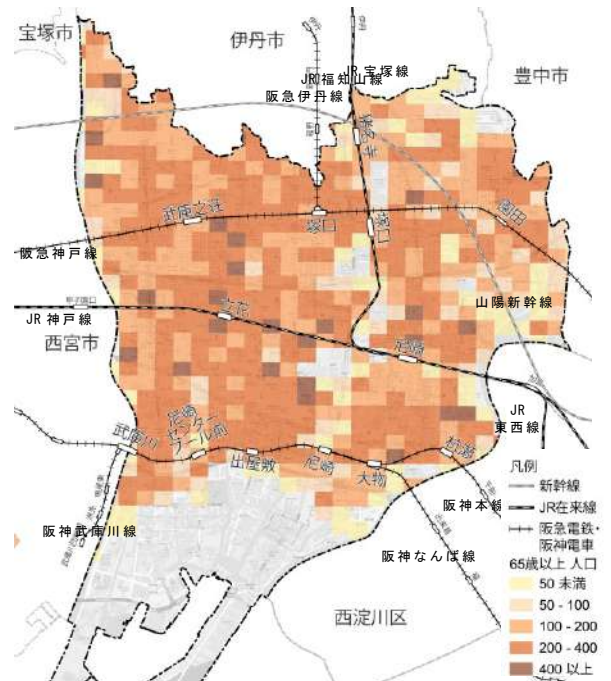 宝塚市
伊丹市
JR宝塚線
JR福知山線
阪急伊丹線
豊中市
武庫之荘
塚口
塚口
園田
阪急神戸線
山陽新幹線
JR神戸線
立花
尼崎
西宮市
JR
東西線
武庫川
尼崎
センター
プール前
出屋敷
尼崎
大物
杭瀬
阪神本線
阪神武庫川線
阪神なんば線
西淀川区
凡例
新幹線
JR在来線
阪急電鉄・
阪神電車
65歳以上 人口
50 未満
50 - 100
100 - 200
200 - 400
400 以上